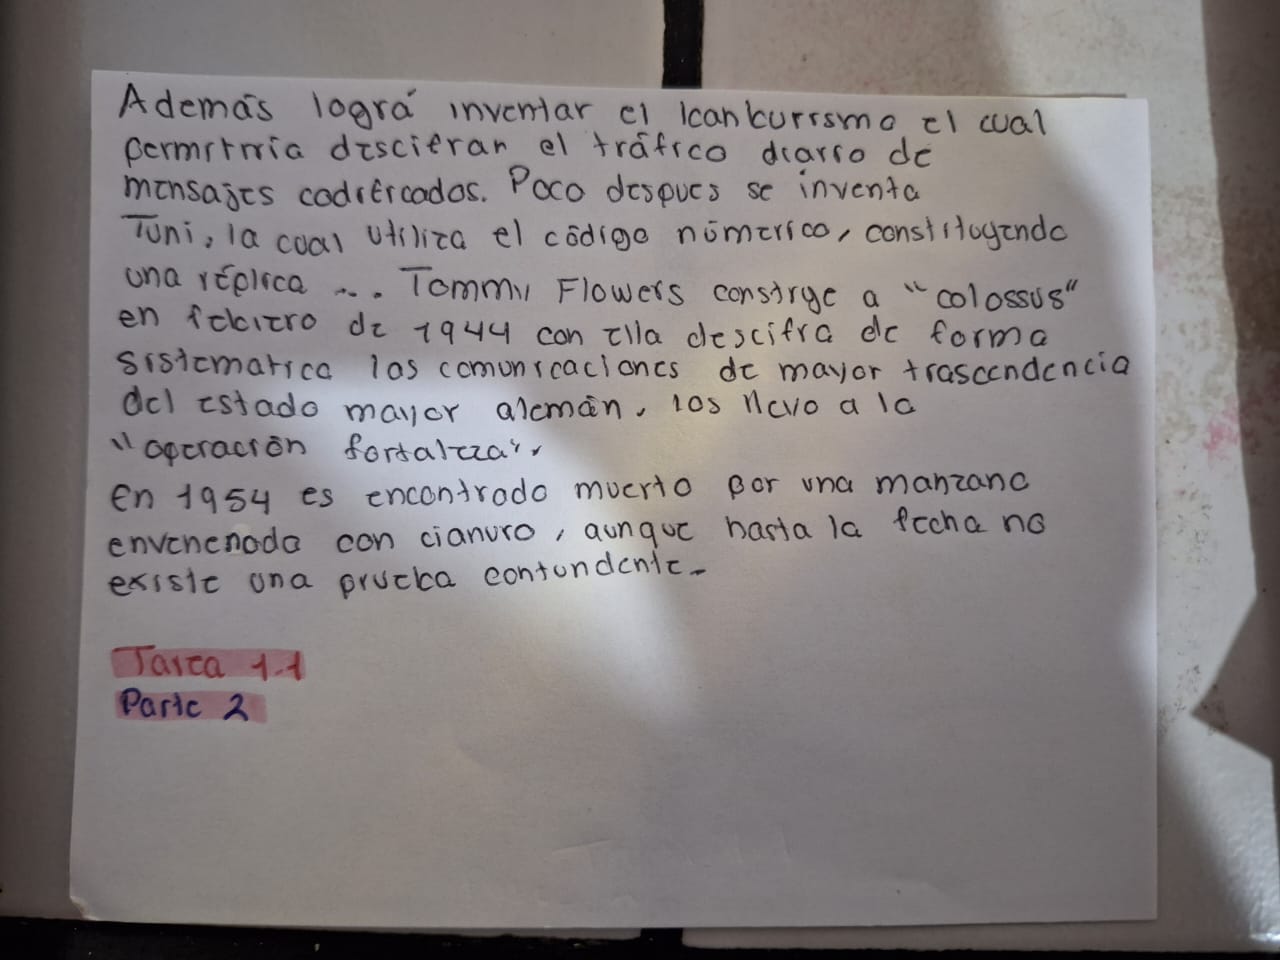 Además lográ inventar el kankurrsmo el cual
permitiría descifran el tráfico diario de
mensajes codificados. Poco despues se inventa
Tuni, la cual utiliza el código númerico, constituyendo
una réplica ... Tommy Flowers construye a "colossus"
en febrero de 1944 con ella descifra de forma
sistematica las comunicaciones de mayor trascendencia
del estado mayor alemán, los llevo a la
"operación fortaleza".
En 1954 es encontrado muerto por una manzana
envenenada con cianuro, aunque hasta la fecha no
existe una prueba contundente.
Tarea 1.1
Parte 2